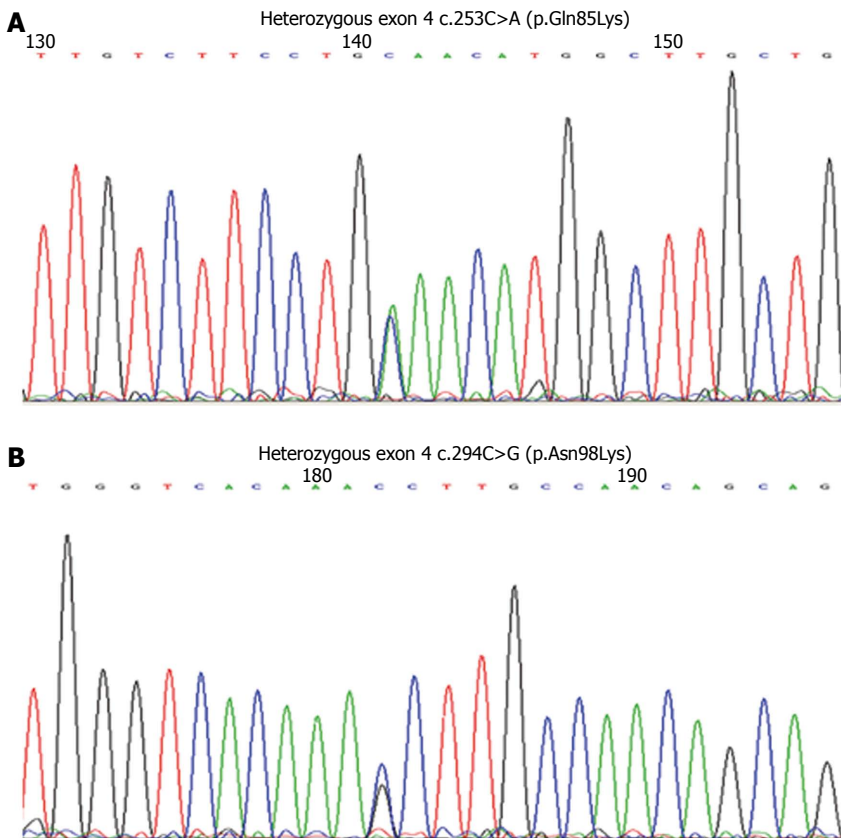 A
Heterozygous exon 4 c.253C>A (p.Gln85Lys)
130 140 150
T T G T C T T C C T G C A A C A T G G C T T G C T G
B
Heterozygous exon 4 c.294C>G (p.Asn98Lys)
180 190
T G G G T C A C A A A C C T T G C C A A C A G C A G